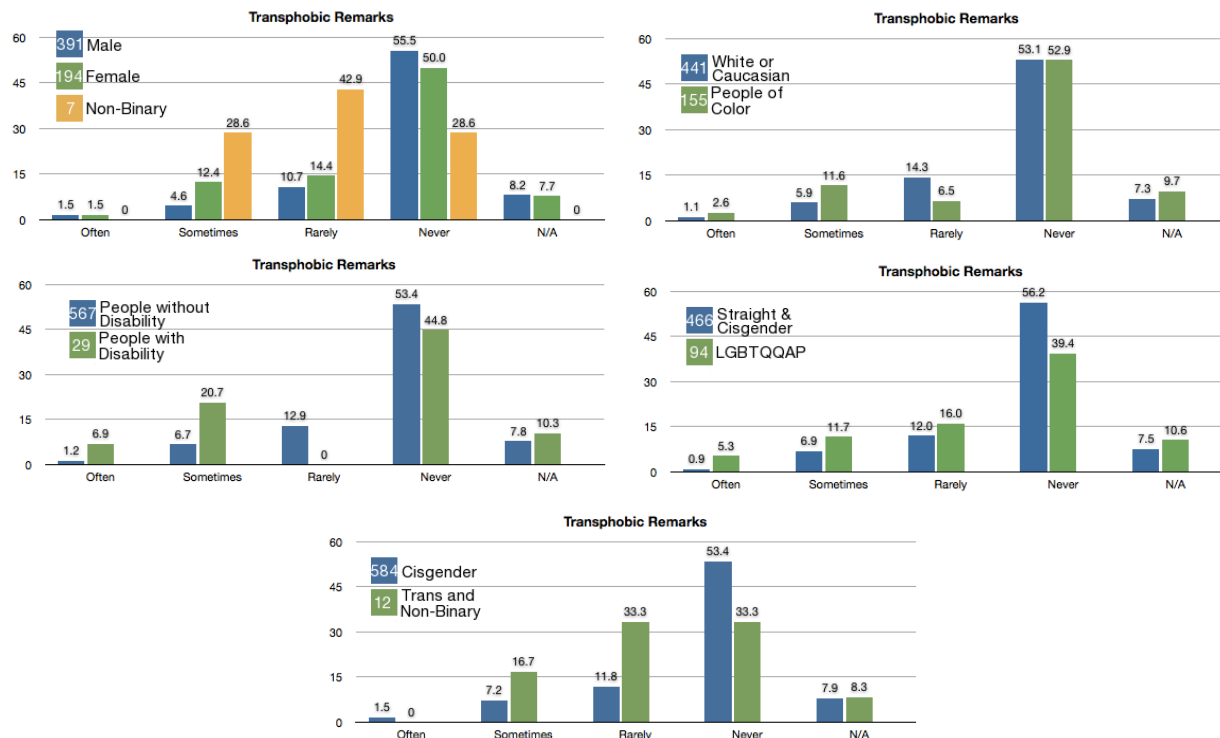 Transphobic Remarks
60
45
30
15
0
391 Male
194 Female
7 Non-Binary
1.5 1.5 0
4.6 12.4 28.6
10.7 14.4 42.9
55.5 50.0 28.6
8.2 7.7 0
Often Sometimes Rarely Never N/A
Transphobic Remarks
60
45
30
15
0
441 White or
Caucasian
155 People of
Color
1.1 2.6
5.9 11.6
14.3 6.5
53.1 52.9
7.3 9.7
Often Sometimes Rarely Never N/A
Transphobic Remarks
60
45
30
15
0
567 People without
Disability
29 People with
Disability
1.2 6.9
6.7 20.7
12.9 0
53.4 44.8
7.8 10.3
Often Sometimes Rarely Never N/A
Transphobic Remarks
60
45
30
15
0
466 Straight &
Cisgender
94 LGBTQQAP
0.9 5.3
6.9 11.7
12.0 16.0
56.2 39.4
7.5 10.6
Often Sometimes Rarely Never N/A
Transphobic Remarks
60
45
30
15
0
584 Cisgender
12 Trans and
Non-Binary
1.5 0
7.2 16.7
11.8 33.3
53.4 33.3
7.9 8.3
Often Sometimes Rarely Never N/A